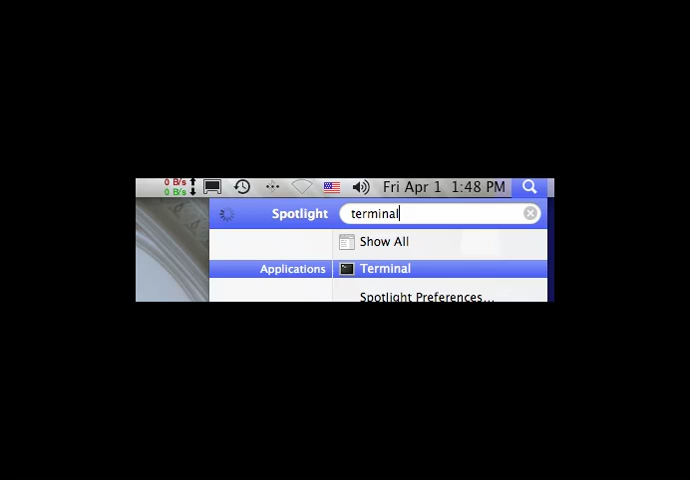 0 B/s
0 B/s
Fri Apr 1 1:48 PM
Spotlight terminal
Show All
Applications Terminal
Spotlight Preferences...